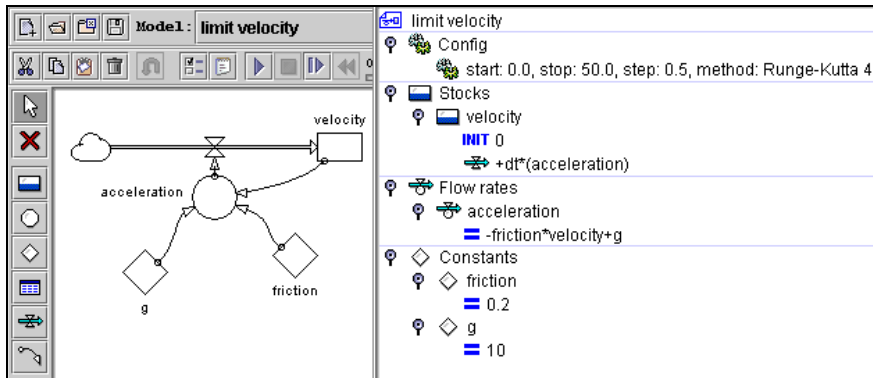 Model: limit velocity
velocity
acceleration
g
friction
limit velocity
Config
start: 0.0, stop: 50.0, step: 0.5, method: Runge-Kutta 4
Stocks
velocity
INIT 0
+dt*(acceleration)
Flow rates
acceleration
= -friction*velocity+g
Constants
friction
= 0.2
g
= 10